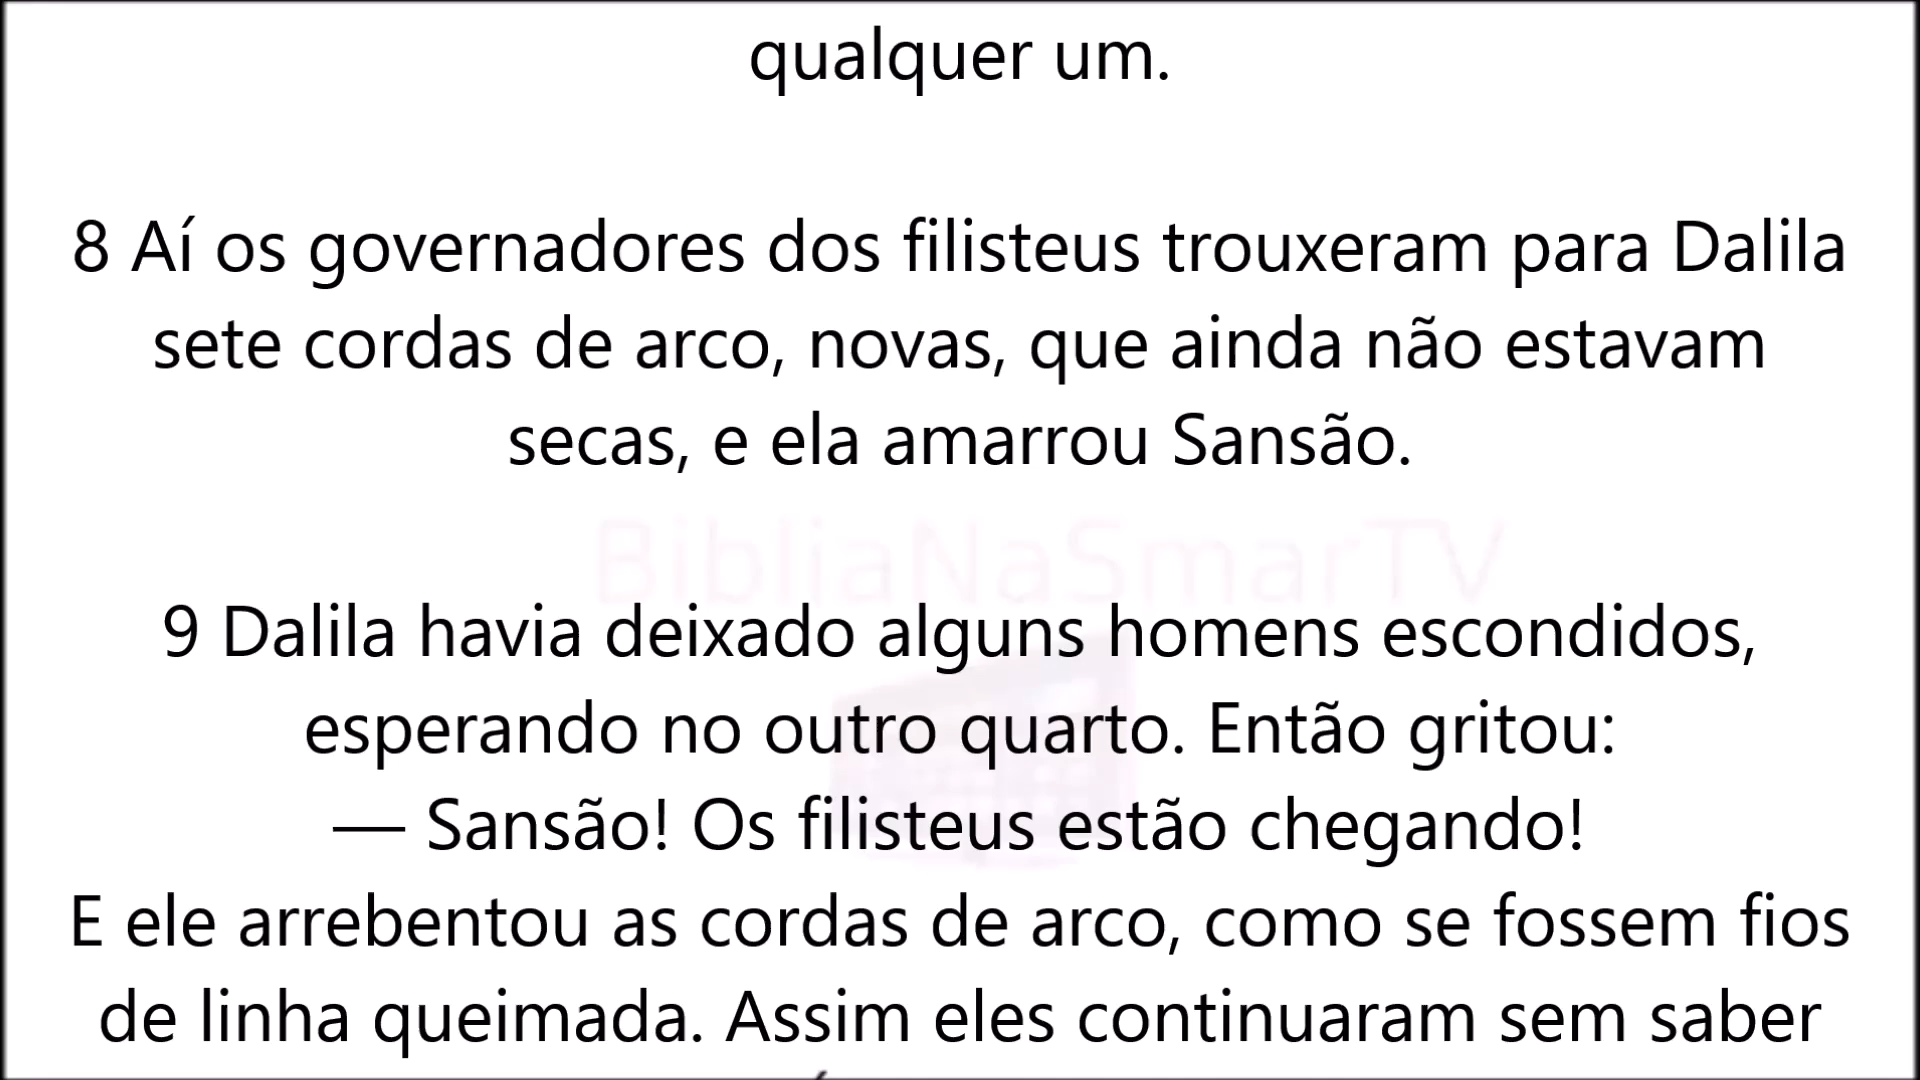 qualquer um.
8 Aí os governadores dos filisteus trouxeram para Dalila
sete cordas de arco, novas, que ainda não estavam
secas, e ela amarrou Sansão.
BibliaNaSmarTV
9 Dalila havia deixado alguns homens escondidos,
esperando no outro quarto. Então gritou:
— Sansão! Os filisteus estão chegando!
E ele arrebentou as cordas de arco, como se fossem fios
de linha queimada. Assim eles continuaram sem saber